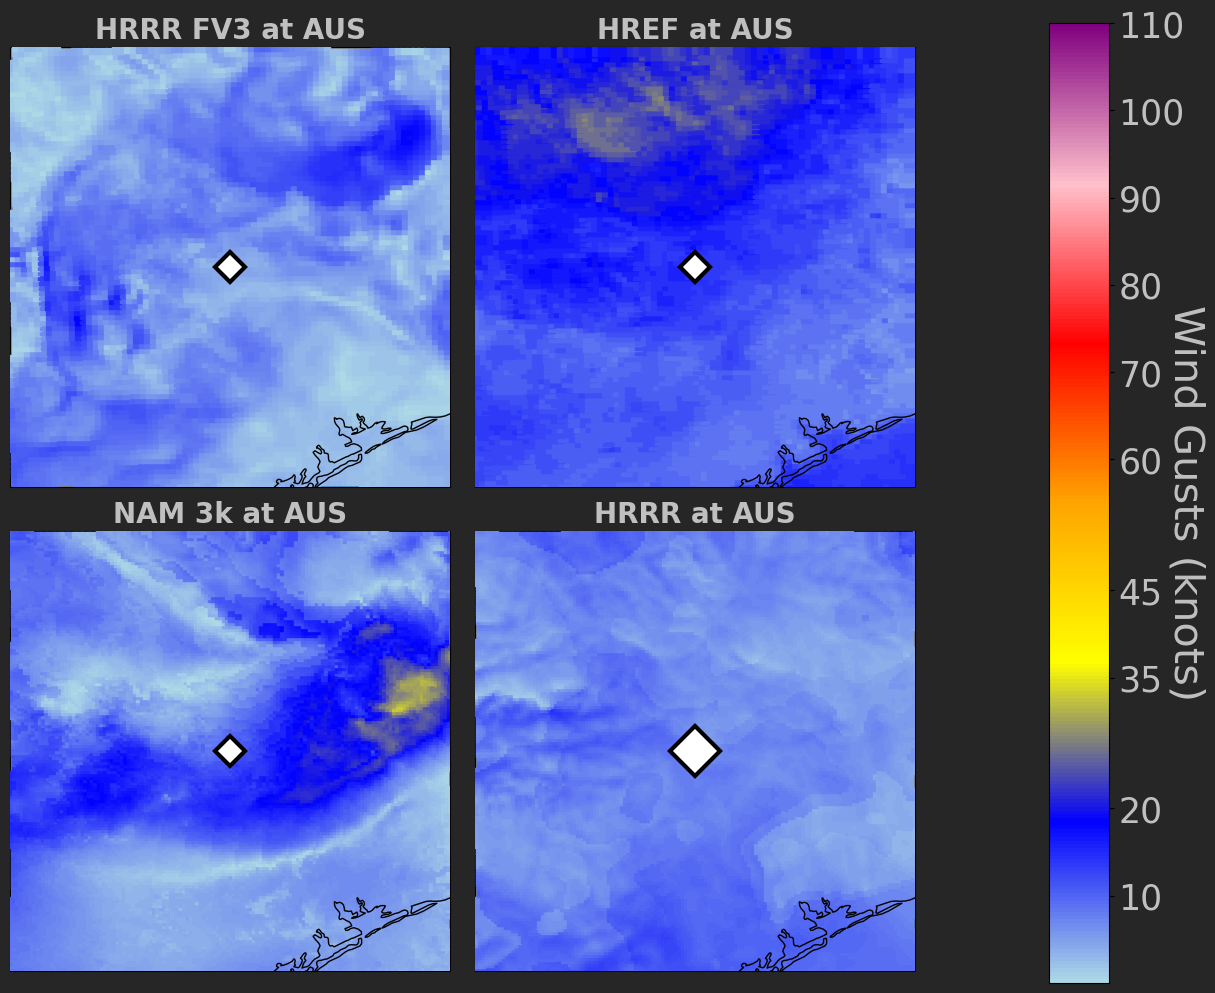 HRRR FV3 at AUS
HREF at AUS
NAM 3k at AUS
HRRR at AUS
110
100
90
80
70
60
45
35
20
10
Wind Gusts (knots)